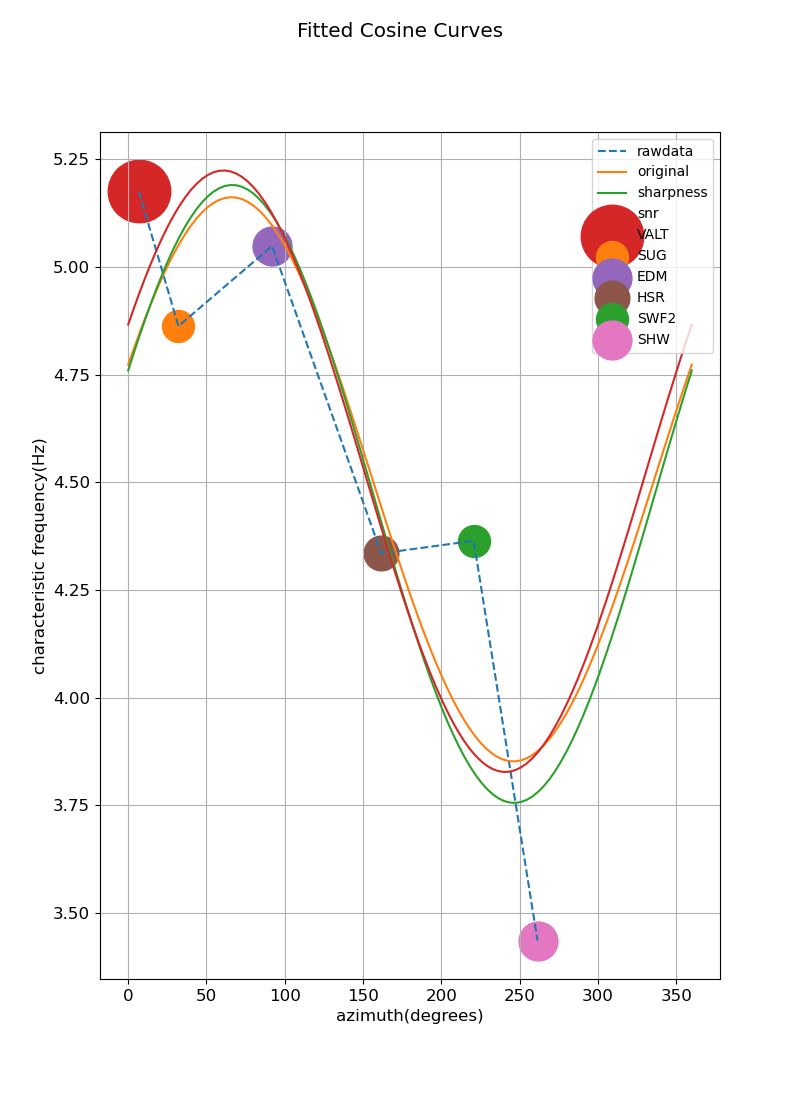 Fitted Cosine Curves
characteristic frequency(Hz)
5.25
5.00
4.75
4.50
4.25
4.00
3.75
3.50
rawdata
original
sharpness
snr
VALT
SUG
EDM
HSR
SWF2
SHW
0 50 100 150 200 250 300 350
azimuth(degrees)